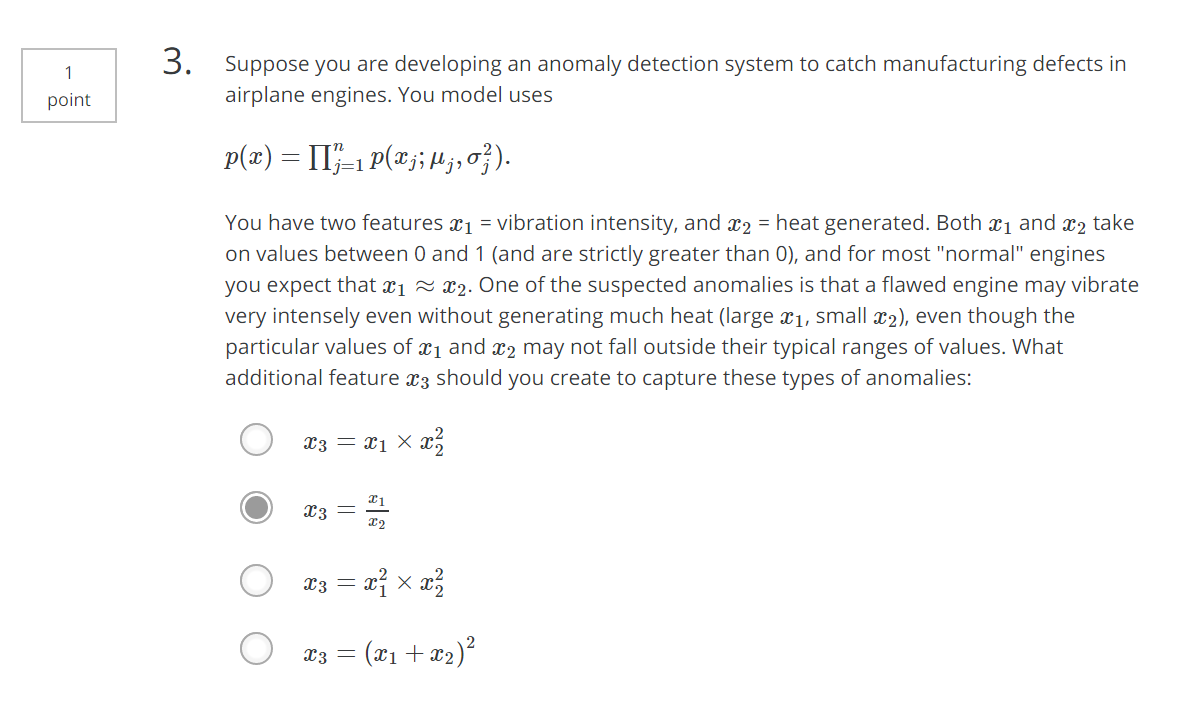 1
point
3.
Suppose you are developing an anomaly detection system to catch manufacturing defects in
airplane engines. You model uses
p(x) = ∏ⁿⱼ₌₁ p(xⱼ; μⱼ, σⱼ²).
You have two features x₁ = vibration intensity, and x₂ = heat generated. Both x₁ and x₂ take
on values between 0 and 1 (and are strictly greater than 0), and for most "normal" engines
you expect that x₁ ≈ x₂. One of the suspected anomalies is that a flawed engine may vibrate
very intensely even without generating much heat (large x₁, small x₂), even though the
particular values of x₁ and x₂ may not fall outside their typical ranges of values. What
additional feature x₃ should you create to capture these types of anomalies:
x₃ = x₁ × x₂²
x₃ = x₁/x₂
x₃ = x₁² × x₂²
x₃ = (x₁ + x₂)²